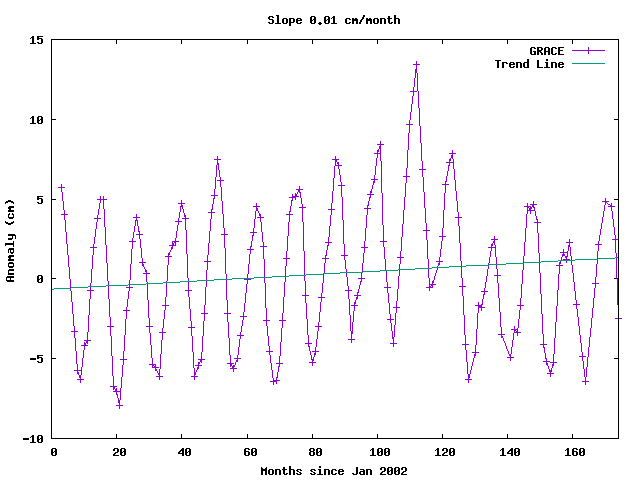 Slope 0.01 cm/month
GRACE
Trend Line
Anomaly (cm)
15
10
5
0
-5
-10
0 20 40 60 80 100 120 140 160
Months since Jan 2002